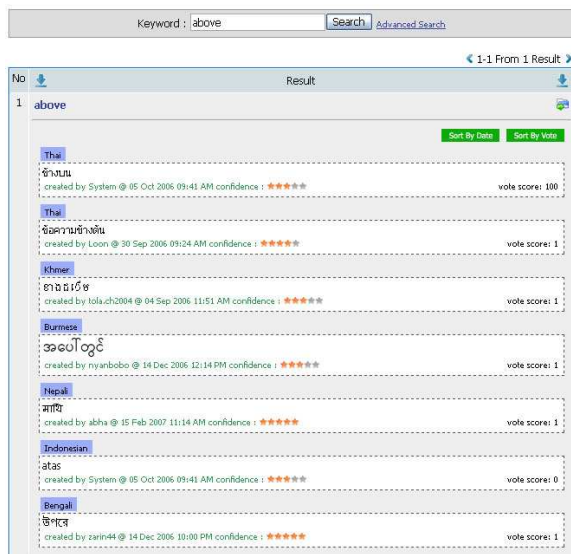 Keyword : above Search Advanced Search
1-1 From 1 Result
No Result
1 above
Sort By Date Sort By Vote
Thai
ข้างบน
created by System @ 05 Oct 2006 09:41 AM confidence : vote score: 100
Thai
ข้อความข้างต้น
created by Loon @ 30 Sep 2006 09:24 AM confidence : vote score: 1
Khmer
created by tola.ch2004 @ 04 Sep 2006 11:51 AM confidence : vote score: 1
Burmese
အပေါ်တွင်
created by nyanbobo @ 14 Dec 2006 12:14 PM confidence : vote score: 1
Nepali
माथि
created by abha @ 15 Feb 2007 11:14 AM confidence : vote score: 1
Indonesian
atas
created by System @ 05 Oct 2006 09:41 AM confidence : vote score: 0
Bengali
উপরে
created by zarin44 @ 14 Dec 2006 10:00 PM confidence : vote score: 1